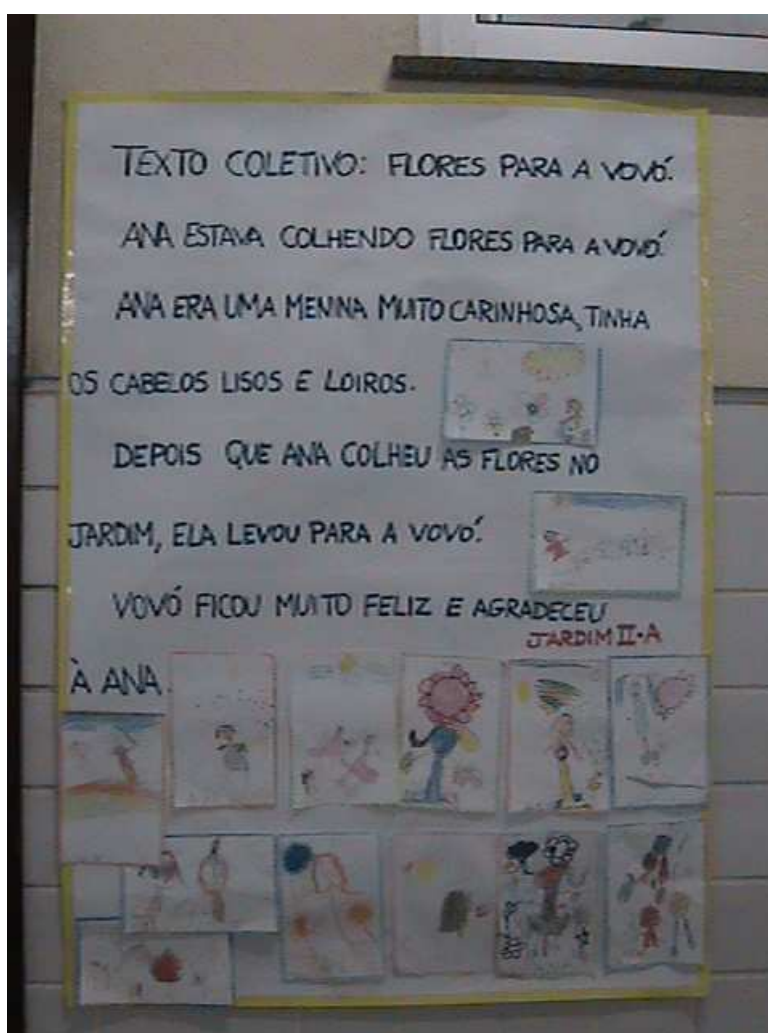 TEXTO COLETIVO: FLORES PARA A VOVÓ.
ANA ESTAVA COLHENDO FLORES PARA A VOVÓ.
ANA ERA UMA MENINA MUITO CARINHOSA, TINHA
OS CABELOS LISOS E LOIROS.
DEPOIS QUE ANA COLHEU AS FLORES NO
JARDIM, ELA LEVOU PARA A VOVÓ.
VOVÓ FICOU MUITO FELIZ E AGRADECEU
JARDIM II-A
À ANA.